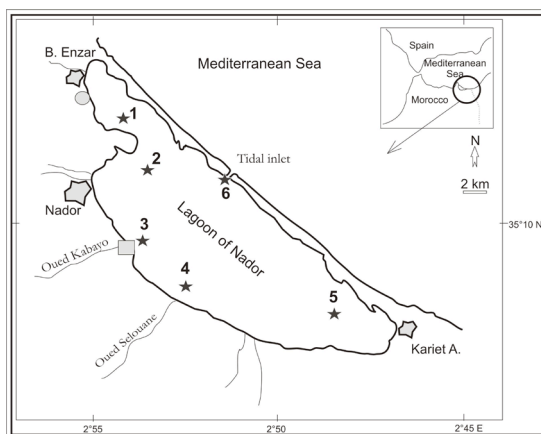 B. Enzar
Mediterranean Sea
Spain
Mediterranean
Sea
Morocco
N
2 km
1
2
Tidal inlet
6
Nador
3
Lagoon of Nador
35°10 N
Oued Kabayo
4
5
Oued Selouane
Kariet A.
2°55
2°50
2°45 E